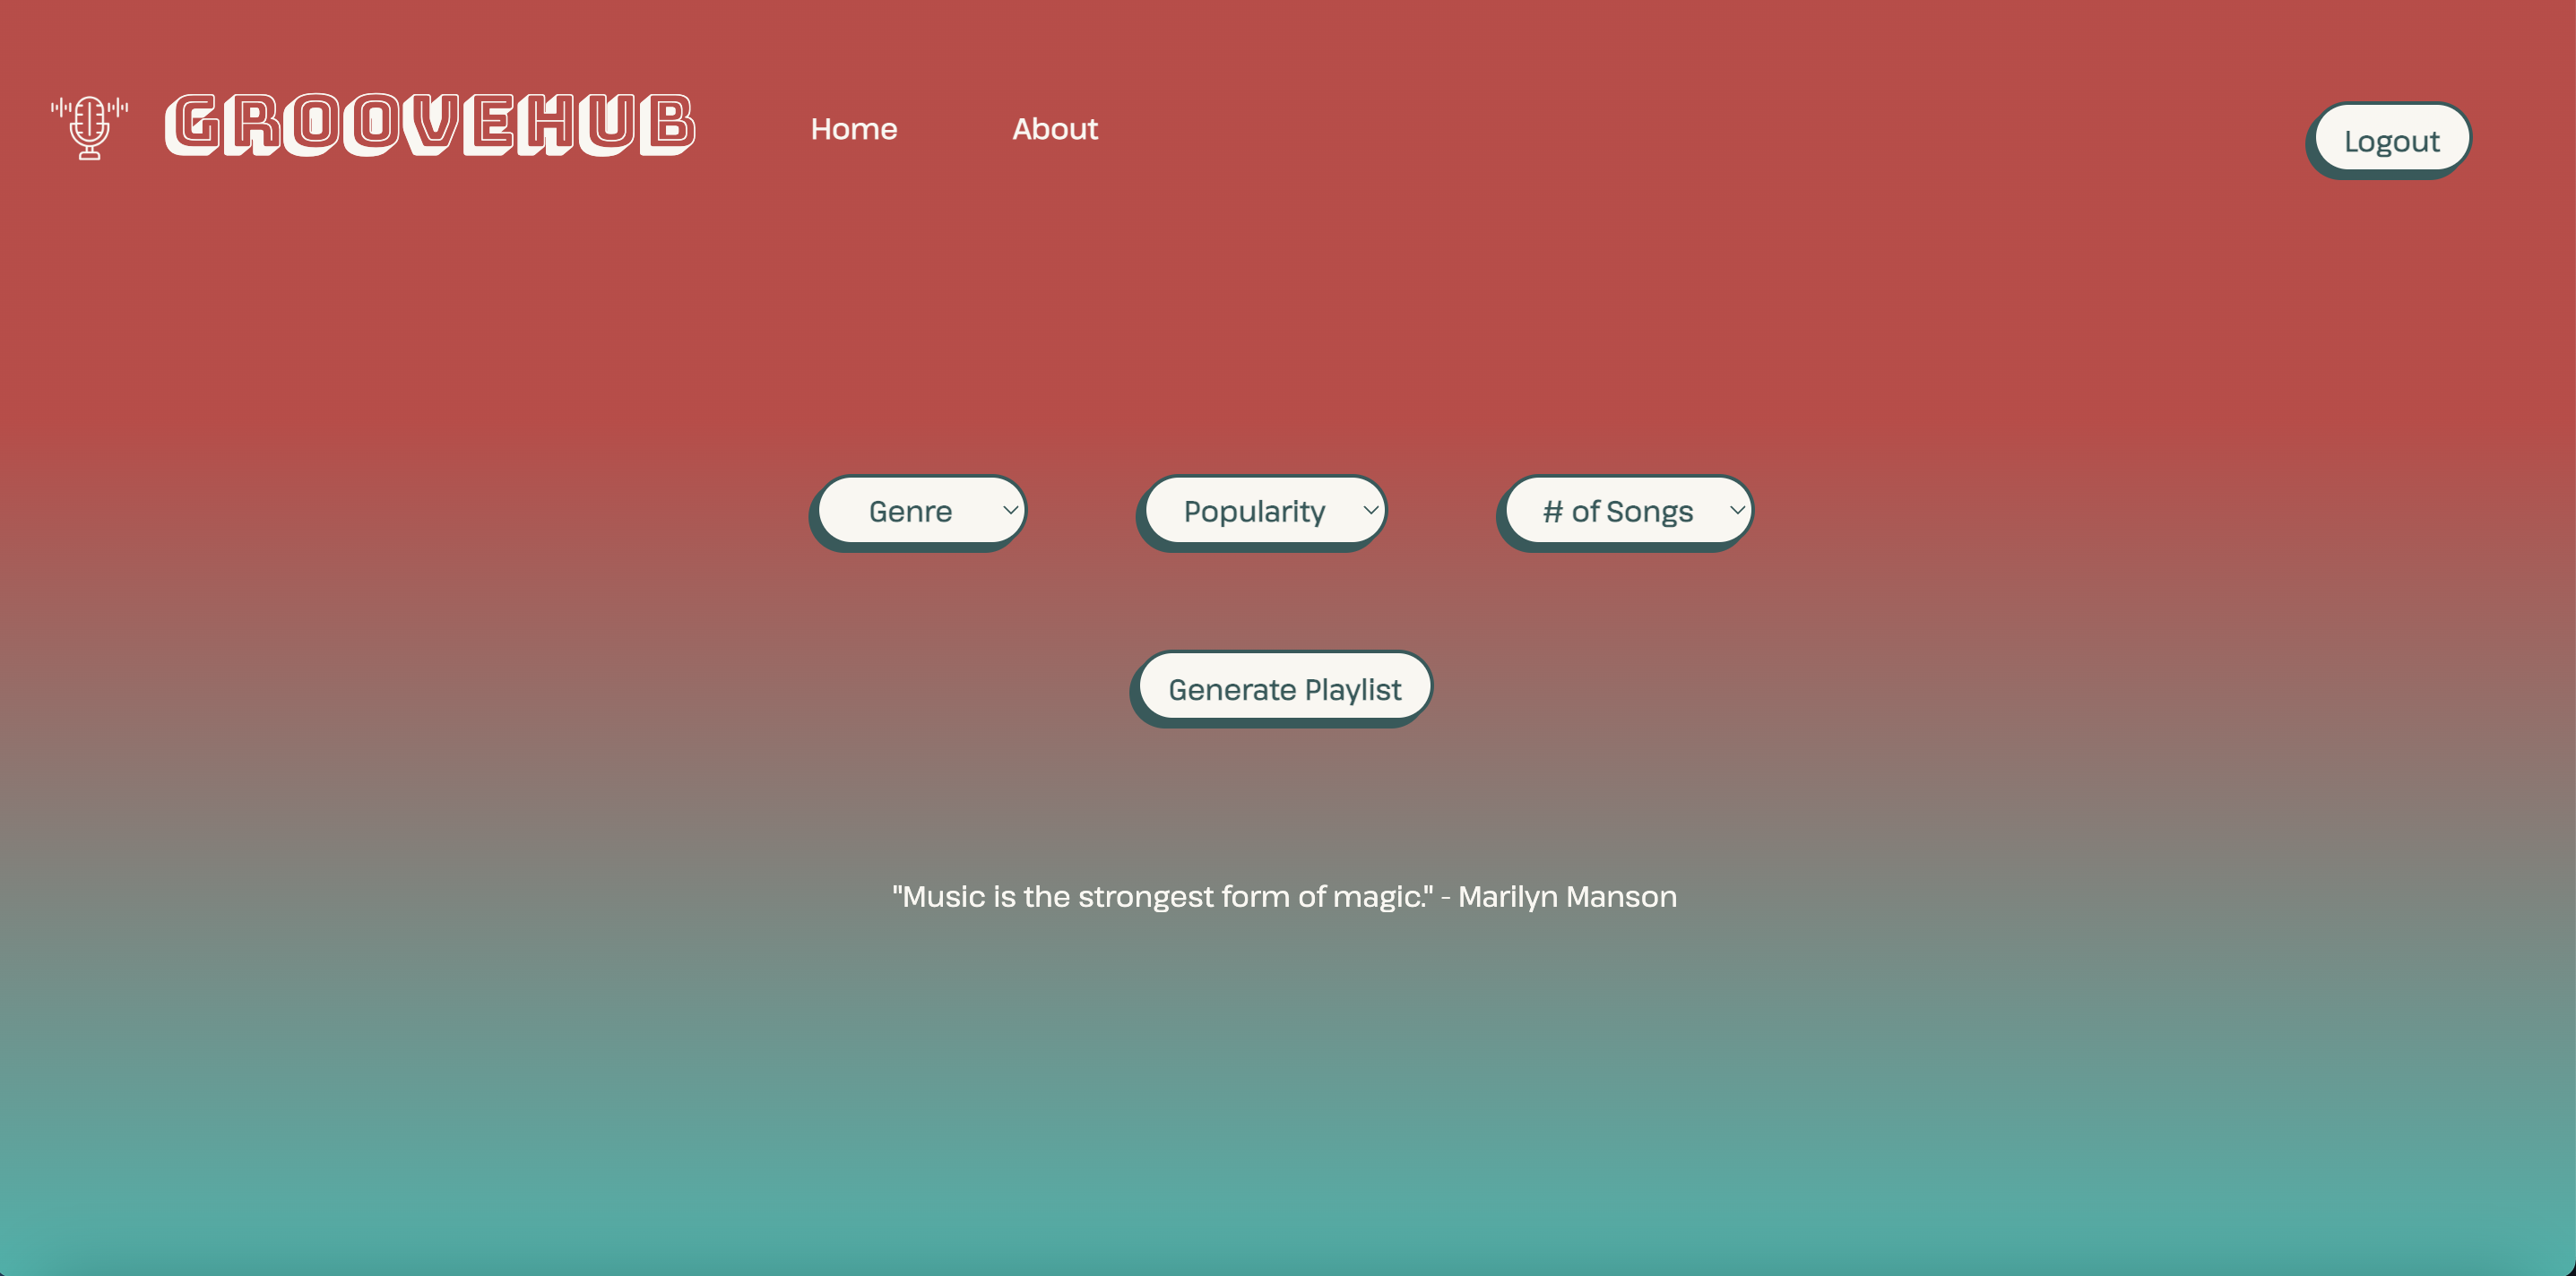 GROOVEHUB
Home
About
Logout
Genre
Popularity
# of Songs
Generate Playlist
"Music is the strongest form of magic." - Marilyn Manson